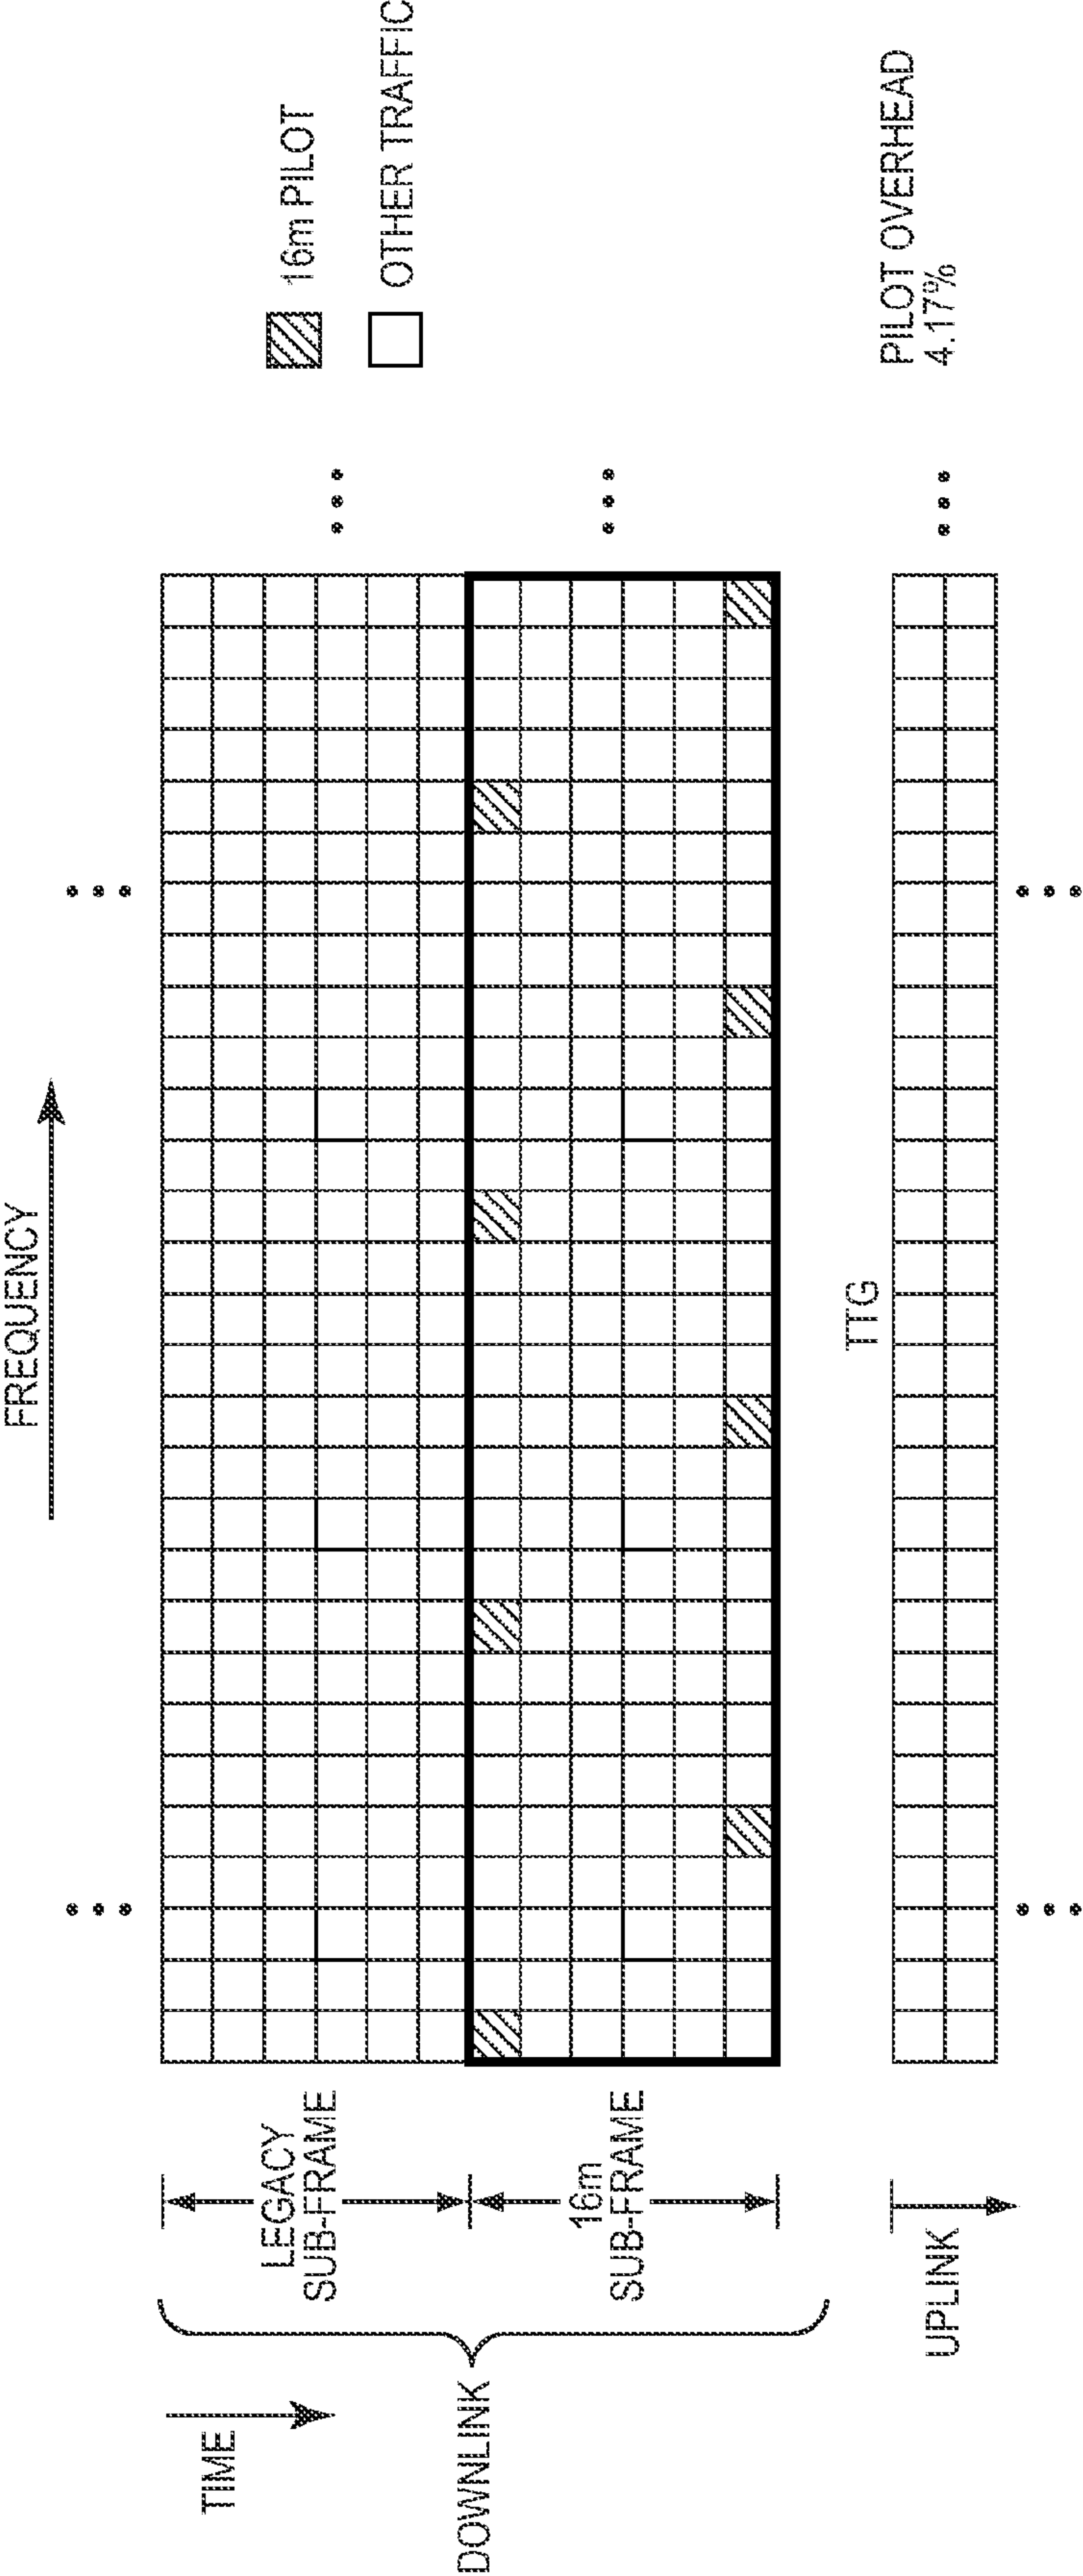 FREQUENCY
TIME
DOWNLINK
LEGACY
SUB-FRAME
16m
SUB-FRAME
16m PILOT
OTHER TRAFFIC
TTG
UPLINK
PILOT OVERHEAD
4.17%